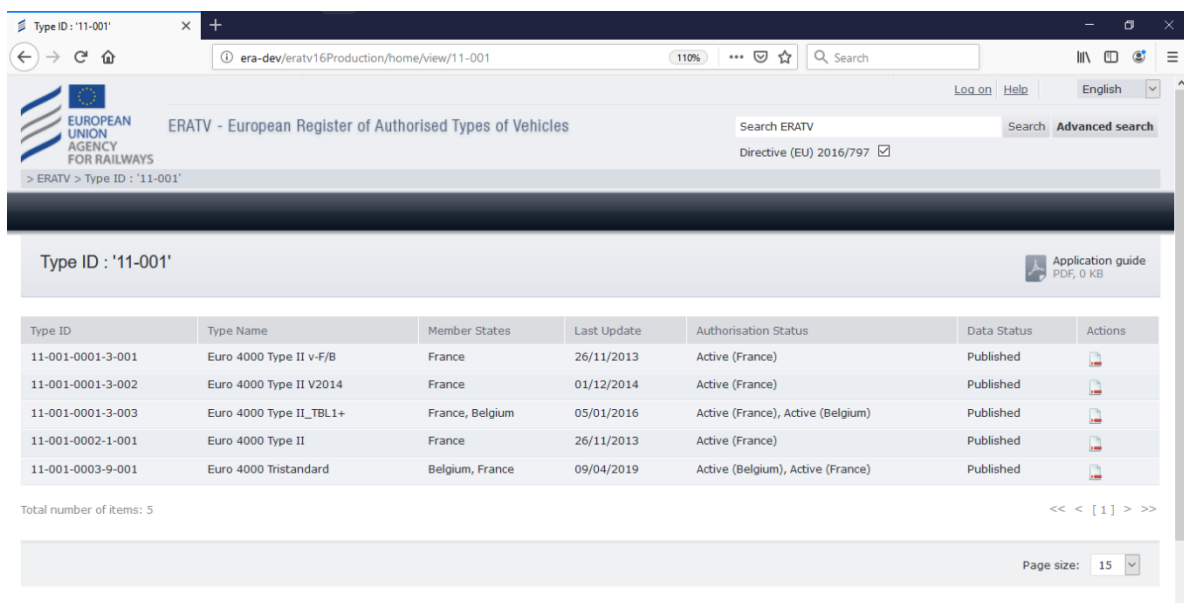 Type ID : '11-001'
era-dev/eratv16Production/home/view/11-001 110% Search
Log on Help English
EUROPEAN
UNION
AGENCY
FOR RAILWAYS
ERATV - European Register of Authorised Types of Vehicles
Search ERATV Search Advanced search
Directive (EU) 2016/797
> ERATV > Type ID : '11-001'
Type ID : '11-001'
Application guide
PDF, 0 KB
Type ID Type Name Member States Last Update Authorisation Status Data Status Actions
11-001-0001-3-001 Euro 4000 Type II v-F/B France 26/11/2013 Active (France) Published
11-001-0001-3-002 Euro 4000 Type II V2014 France 01/12/2014 Active (France) Published
11-001-0001-3-003 Euro 4000 Type II_TBL1+ France, Belgium 05/01/2016 Active (France), Active (Belgium) Published
11-001-0002-1-001 Euro 4000 Type II France 26/11/2013 Active (France) Published
11-001-0003-9-001 Euro 4000 Tristandard Belgium, France 09/04/2019 Active (Belgium), Active (France) Published
Total number of items: 5 << < [ 1 ] > >>
Page size: 15